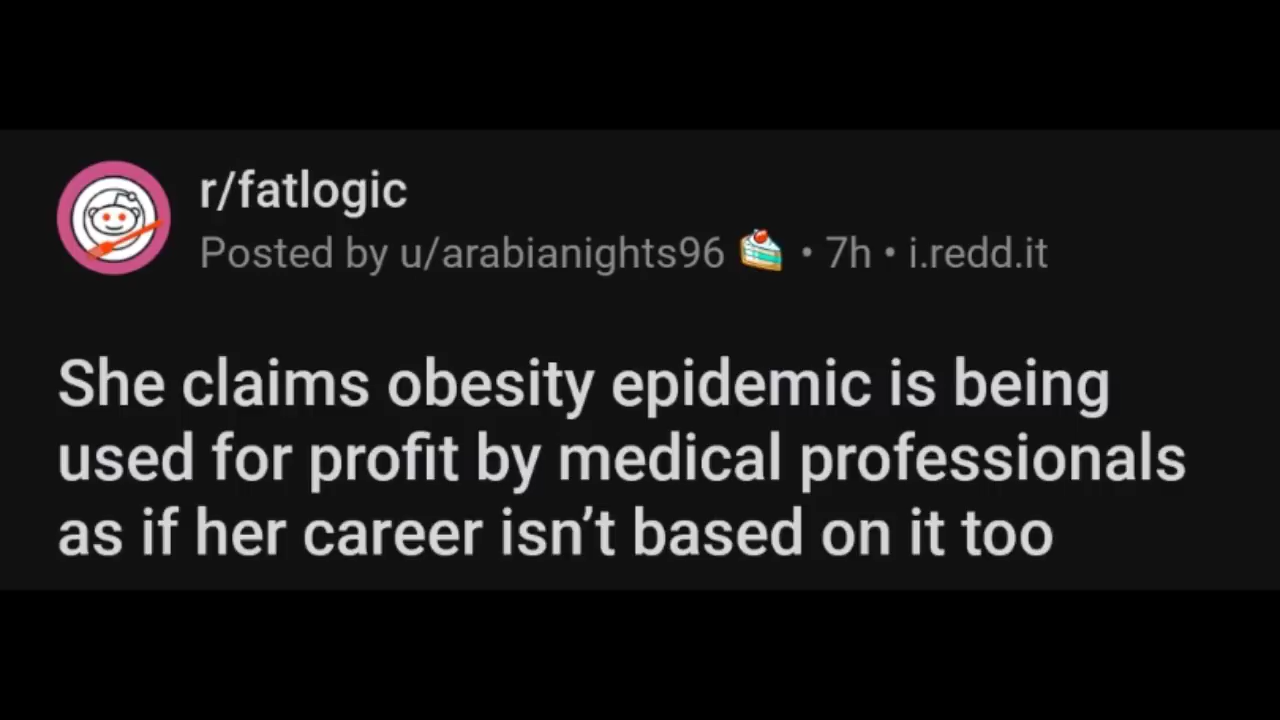 r/fatlogic
Posted by u/arabianights96 🍰 • 7h • i.redd.it
She claims obesity epidemic is being
used for profit by medical professionals
as if her career isn’t based on it too